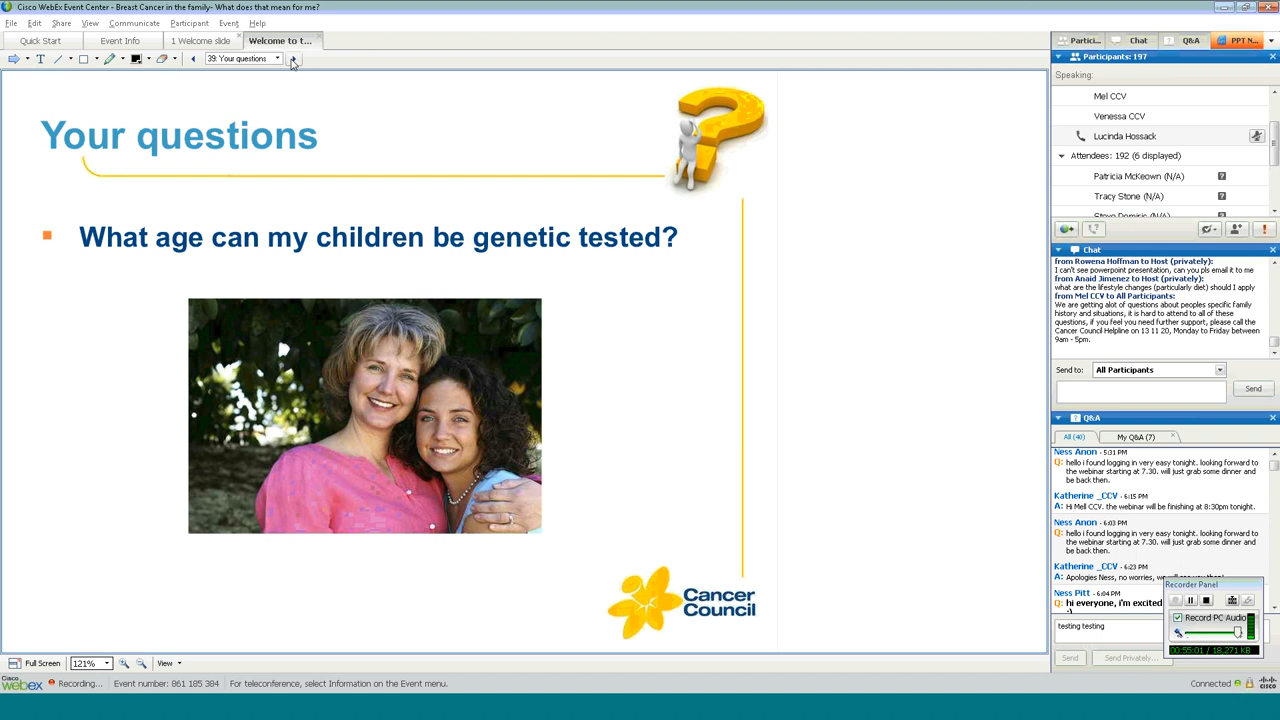 Cisco WebEx Event Center - Breast Cancer in the family- What does that mean for me?
File Edit Share View Communicate Participant Event Help
Quick Start
Event Info
1 Welcome slide
Welcome to t...
39: Your questions
Your questions
What age can my children be genetic tested?
Cancer
Council
Full Screen
121%
View
Partici...
Chat
Q&A
PPT N...
Participants: 197
Speaking:
Mel CCV
Venessa CCV
Lucinda Hossack
Attendees: 192 (6 displayed)
Patricia McKeown (N/A)
Tracy Stone (N/A)
Chat
from Rowena Hoffman to Host (privately):
I can't see powerpoint presentation, can you pls email it to me
from Anaid Jimenez to Host (privately):
what are the lifestyle changes (particularly diet) should I apply
from Mel CCV to All Participants:
We are getting alot of questions about peoples specific family
history and situations, it is hard to attend to all of these
questions, if you feel you need further support, please call the
Cancer Council Helpline on 13 11 20, Monday to Friday between
9am - 5pm.
Send to: All Participants
Send
Q&A
All (40)
My Q&A (7)
Ness Anon - 5:31 PM
Q: hello i found logging in very easy tonight. looking forward to
the webinar starting at 7.30. will just grab some dinner and
be back then.
Katherine _CCV - 6:15 PM
A: Hi Mell CCV. the webinar will be finishing at 8:30pm tonight.
Ness Anon - 6:03 PM
Q: hello i found logging in very easy tonight. looking forward to
the webinar starting at 7.30. will just grab some dinner and
be back then.
Katherine _CCV - 6:23 PM
A: Apologies Ness, no worries,
Ness Pitt - 6:04 PM
Q: hi everyone, i'm excited
:)
Recorder Panel
Record PC Audio
00:55:01 / 18,271 KB
testing testing
Send
Send Privately...
Cisco
webex
Recording...
Event number: 861 185 384
For teleconference, select Information on the Event menu.
Connected
CISCO